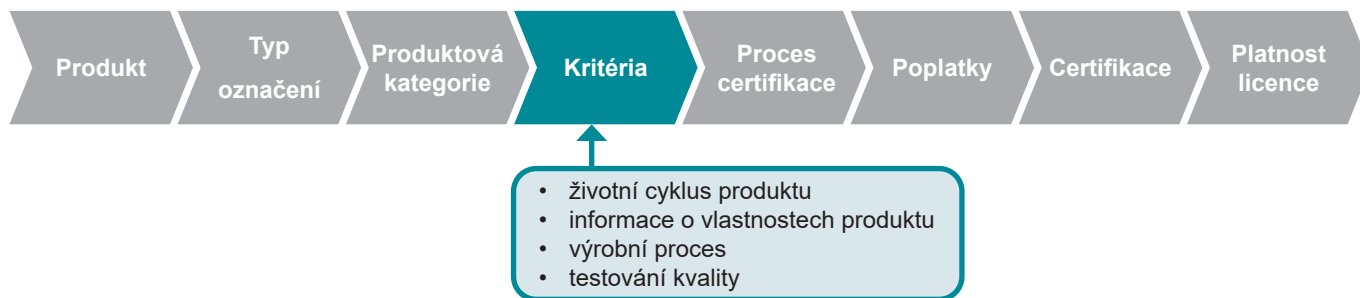 Produkt
Typ
označení
Produktová
kategorie
Kritéria
Proces
certifikace
Poplatky
Certifikace
Platnost
licence
• životní cyklus produktu
• informace o vlastnostech produktu
• výrobní proces
• testování kvality